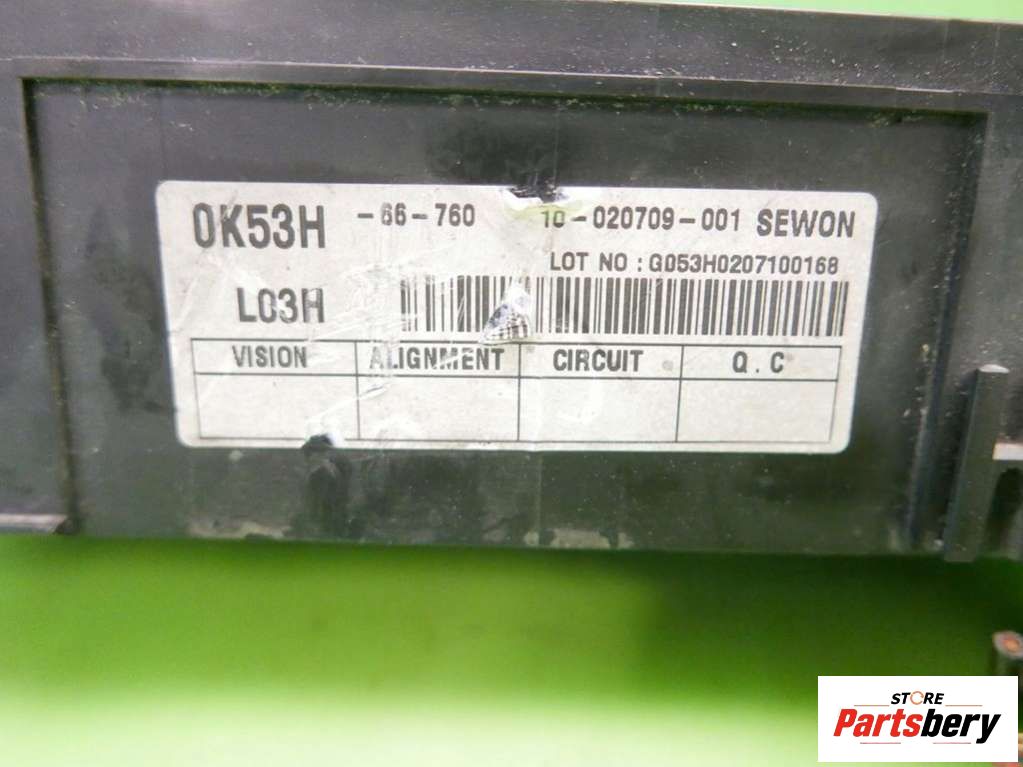 0K53H -66-760 10-020709-001 SEWON
LOT NO : G053H0207100168
L03H
VISION ALIGNMENT CIRCUIT Q.C
STORE
Partsbery